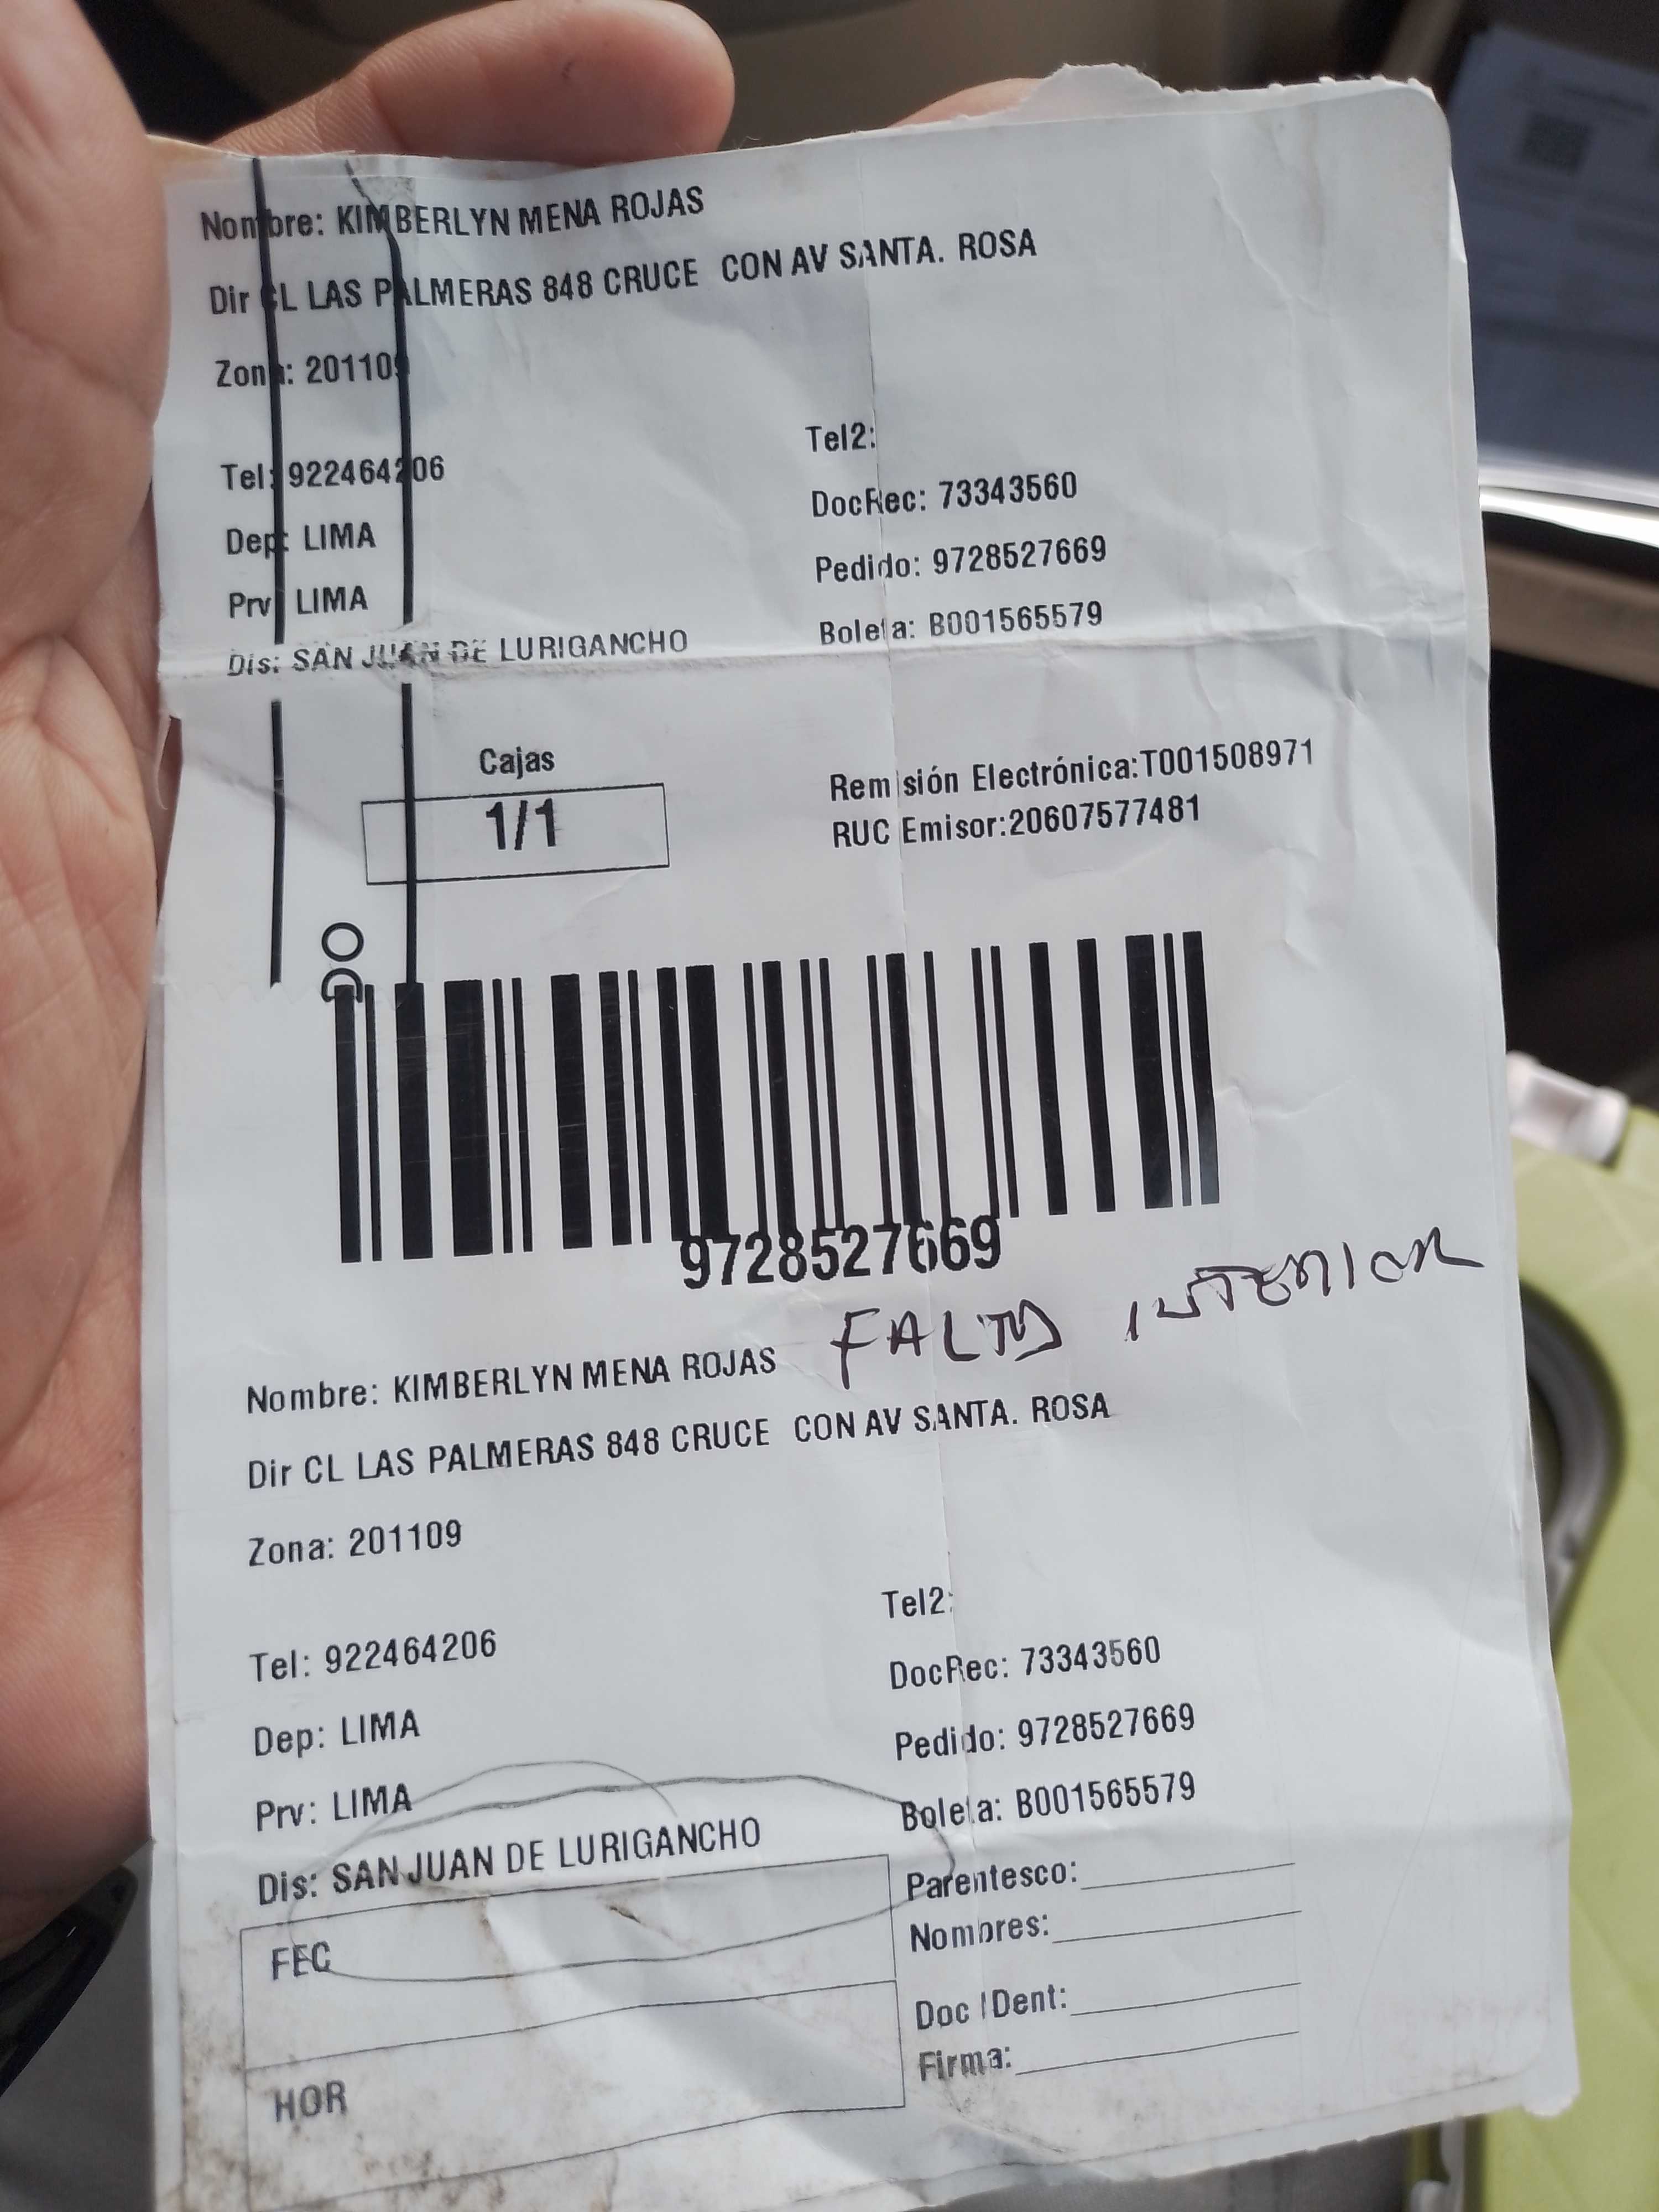 Nombre: KIMBERLYN MENA ROJAS
Dir CL LAS PALMERAS 848 CRUCE CON AV SANTA. ROSA
Zona: 201109
Tel2:
Tel: 922464206
DocRec: 73343560
Dep: LIMA
Pedido: 9728527669
Prv: LIMA
Boleta: B001565579
Dis: SAN JUAN DE LURIGANCHO
Cajas
1/1
Remisión Electrónica:T001508971
RUC Emisor:20607577481
DO
9728527669
FALTO INTERIOR
Nombre: KIMBERLYN MENA ROJAS
Dir CL LAS PALMERAS 848 CRUCE CON AV SANTA. ROSA
Zona: 201109
Tel2:
Tel: 922464206
DocRec: 73343560
Dep: LIMA
Pedido: 9728527669
Prv: LIMA
Boleta: B001565579
Dis: SAN JUAN DE LURIGANCHO
Parentesco:
FEC
Nombres:
Doc IDent:
HOR
Firma: